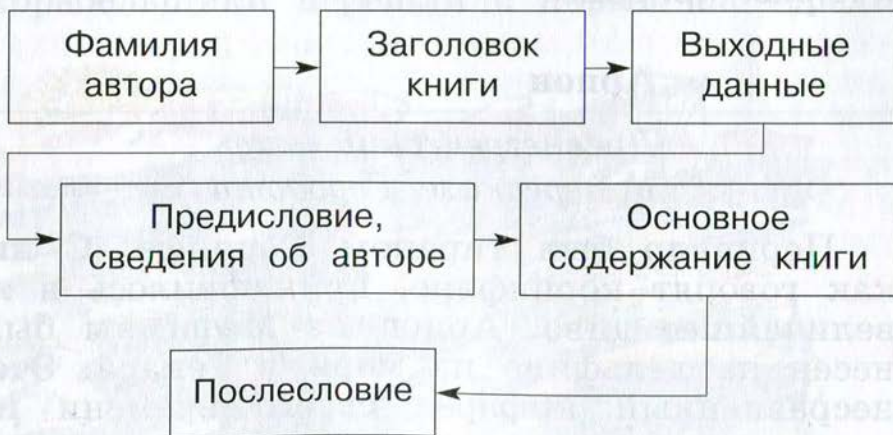 Фамилия
автора
Заголовок
книги
Выходные
данные
Предисловие,
сведения об авторе
Основное
содержание книги
Послесловие